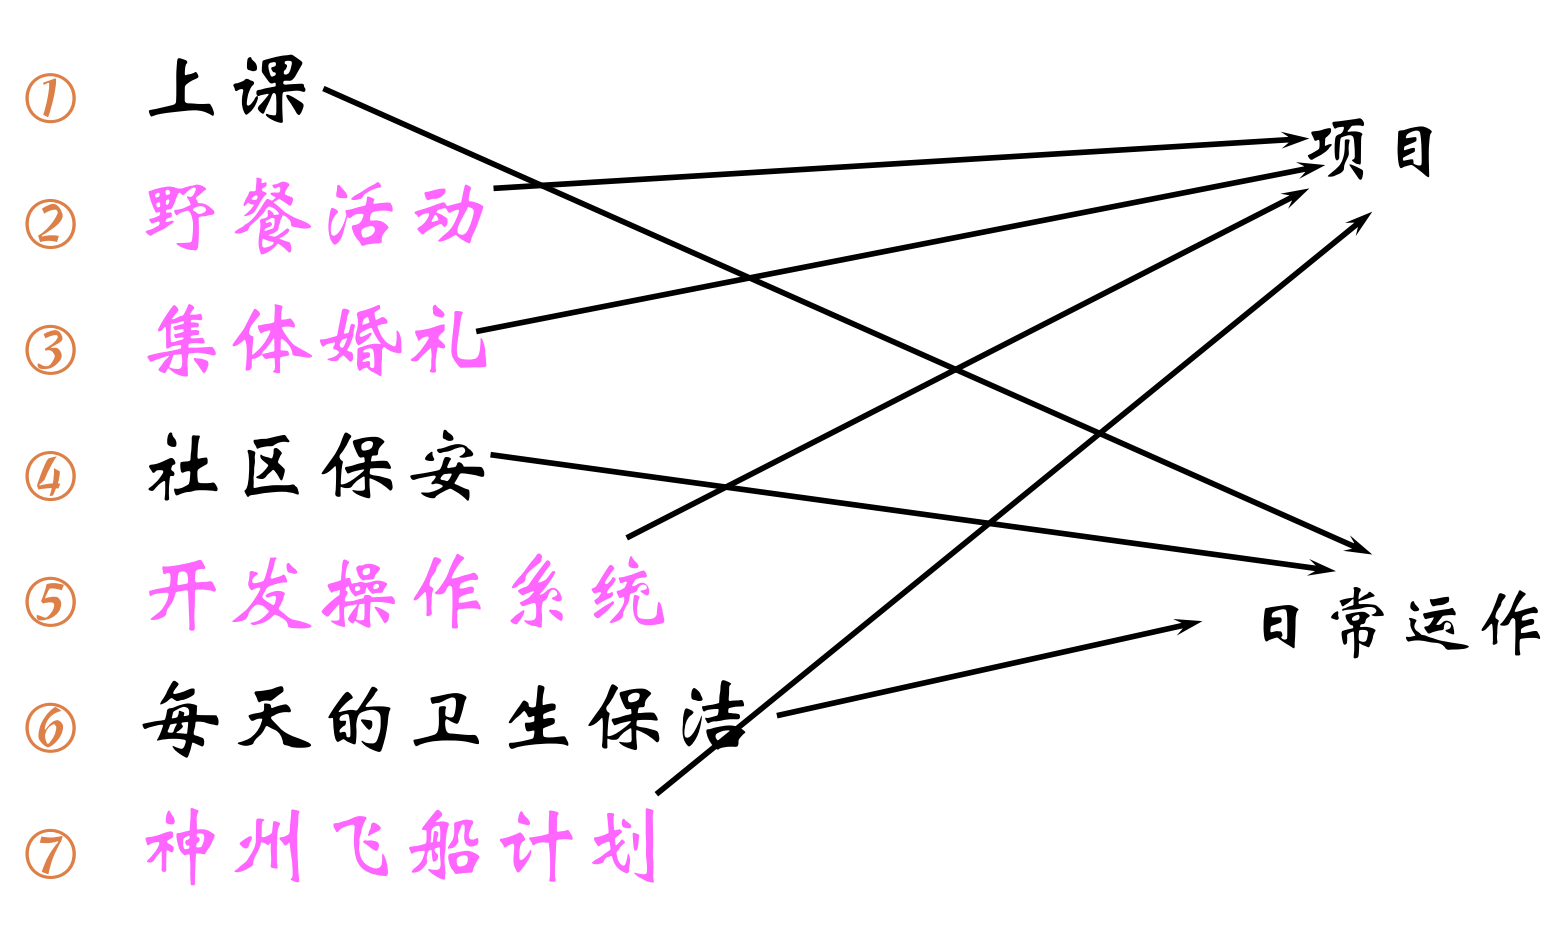 ① 上课
② 野餐活动
③ 集体婚礼
④ 社区保安
⑤ 开发操作系统
⑥ 每天的卫生保洁
⑦ 神州飞船计划
项目
日常运作